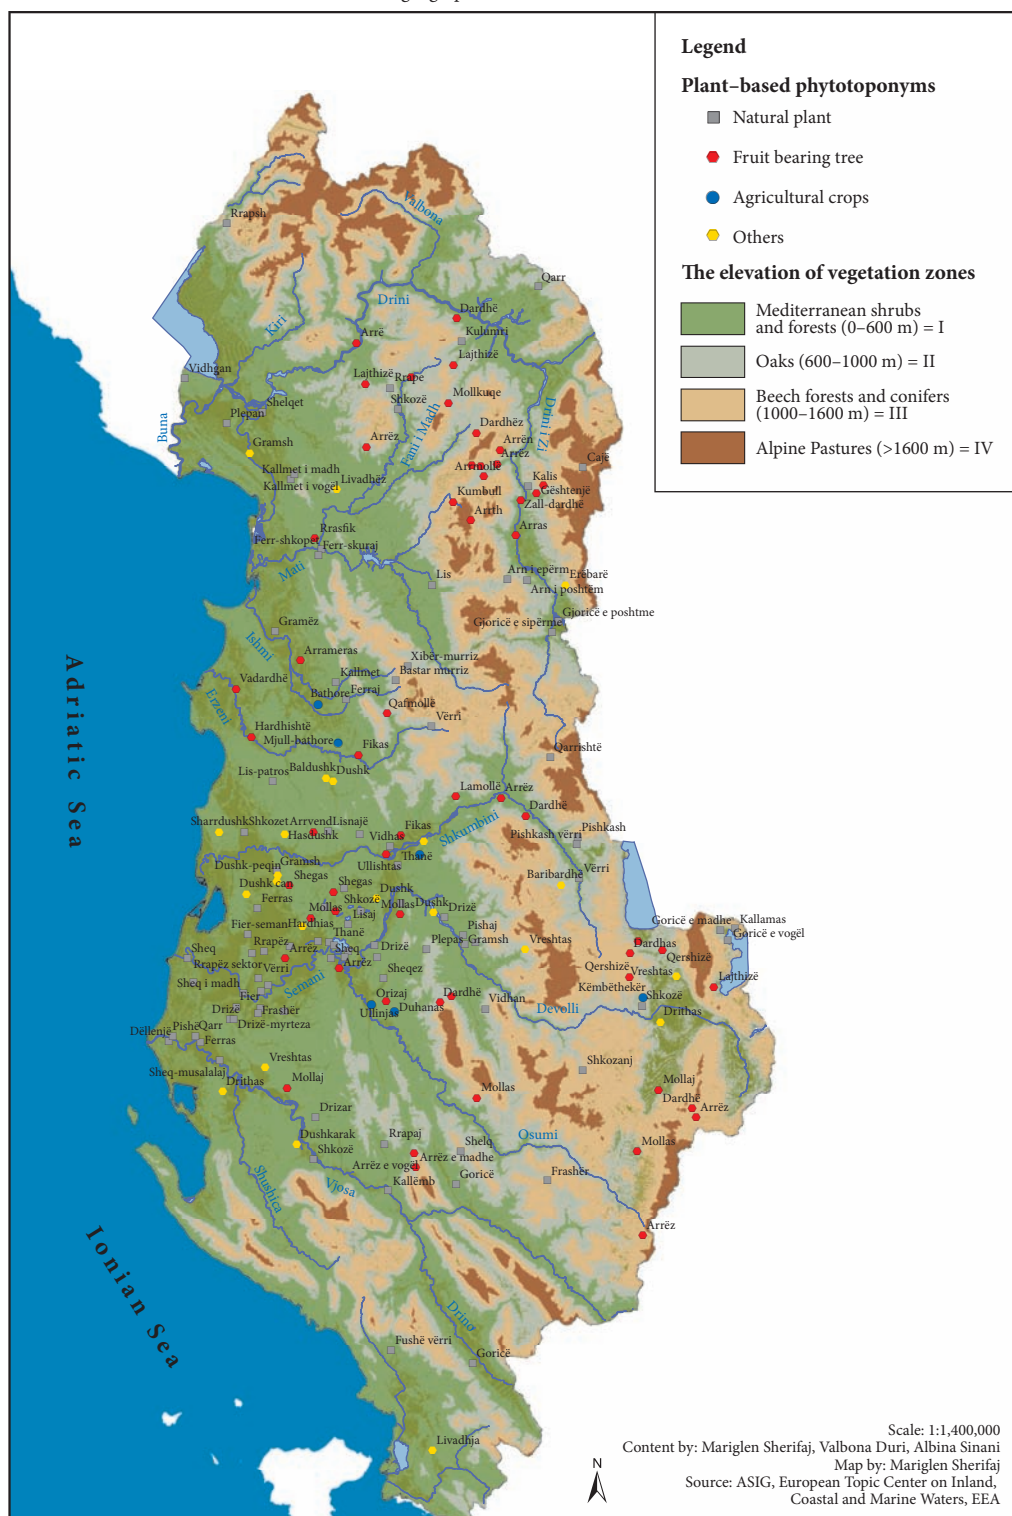 Legend
Plant–based phytotoponyms
Natural plant
Fruit bearing tree
Agricultural crops
Others
The elevation of vegetation zones
Mediterranean shrubs
and forests (0–600 m) = I
Oaks (600–1000 m) = II
Beech forests and conifers
(1000–1600 m) = III
Alpine Pastures (>1600 m) = IV
Valbona
Rrapsh
Qarr
Drini
Dardhë
Kiri
Arrë
Kulumri
Lajthizë
Vidhgan
Lajthizë
Rrape
Shkozë
Mollkuqe
Drini i Zi
Buna
Shelqet
Plepan
Fani i Madh
Dardhëz
Gramsh
Arrëz
Arrën
Arrëz
Arrmollë
Cajë
Kallmet i madh
Kallmet i vogël
Livadhëz
Kalis
Gështenjë
Kumbull
Zall-dardhë
Arrth
Rrasfik
Arras
Ferr-shkopet
Ferr-skuraj
Mati
Lis
Arn i epërm
Erëbarë
Arn i poshtëm
Gjoricë e poshtme
Gjoricë e sipërme
Gramëz
Ishmi
Arrameras
Xibër-murriz
Kallmet
Bastar murriz
Vadardhë
Ferraj
Bathore
Erzeni
Qafmollë
Vërri
Hardhishtë
Mjull-bathore
Fikas
Qarrishtë
Baldushk
Dushk
Lis-patros
Lamollë
Arrëz
Dardhë
Adriatic Sea
Sharrdushk
Shkozet
Arrvend
Lisnajë
Hasdushk
Fikas
Shkumbini
Vidhas
Pishkash
Pishkash vërri
Thanë
Ullishtas
Dushk-peqin
Gramsh
Shegas
Dushk can
Shegas
Dushk
Baribardhë
Vërri
Ferras
Shkozë
Mollas
Lisaj
Mollas
Dushk
Drizë
Fier-seman
Hardhias
Thanë
Pishaj
Goricë e madhe
Kallamas
Goricë e vogël
Sheq
Rrapëz
Arrëz
Sheq
Drizë
Plepas
Gramsh
Vreshtas
Dardhas
Qershizë
Rrapëz sektor
Vërri
Arrëz
Sheqez
Qershizë
Vreshtas
Lajthizë
Sheq i madh
Semani
Këmbëthekër
Fier
Orizaj
Dardhë
Shkozë
Drizë
Frashër
Ullinjas
Duhanas
Vidhan
Devolli
Drithas
Drizë-myrteza
Dëllenjë
Pishë
Qarr
Ferras
Vreshtas
Shkozanj
Sheq-musalalaj
Drithas
Mollaj
Mollas
Mollaj
Dardhë
Arrëz
Drizar
Osumi
Dushkarak
Rrapaj
Shelq
Mollas
Shkozë
Arrëz e madhe
Arrëz e vogël
Frashër
Shushica
Vjosa
Kallëmb
Goricë
Arrëz
Ionian Sea
Drino
Fushë vërri
Goricë
Livadhja
N
Scale: 1:1,400,000
Content by: Mariglen Sherifaj, Valbona Duri, Albina Sinani
Map by: Mariglen Sherifaj
Source: ASIG, European Topic Center on Inland,
Coastal and Marine Waters, EEA